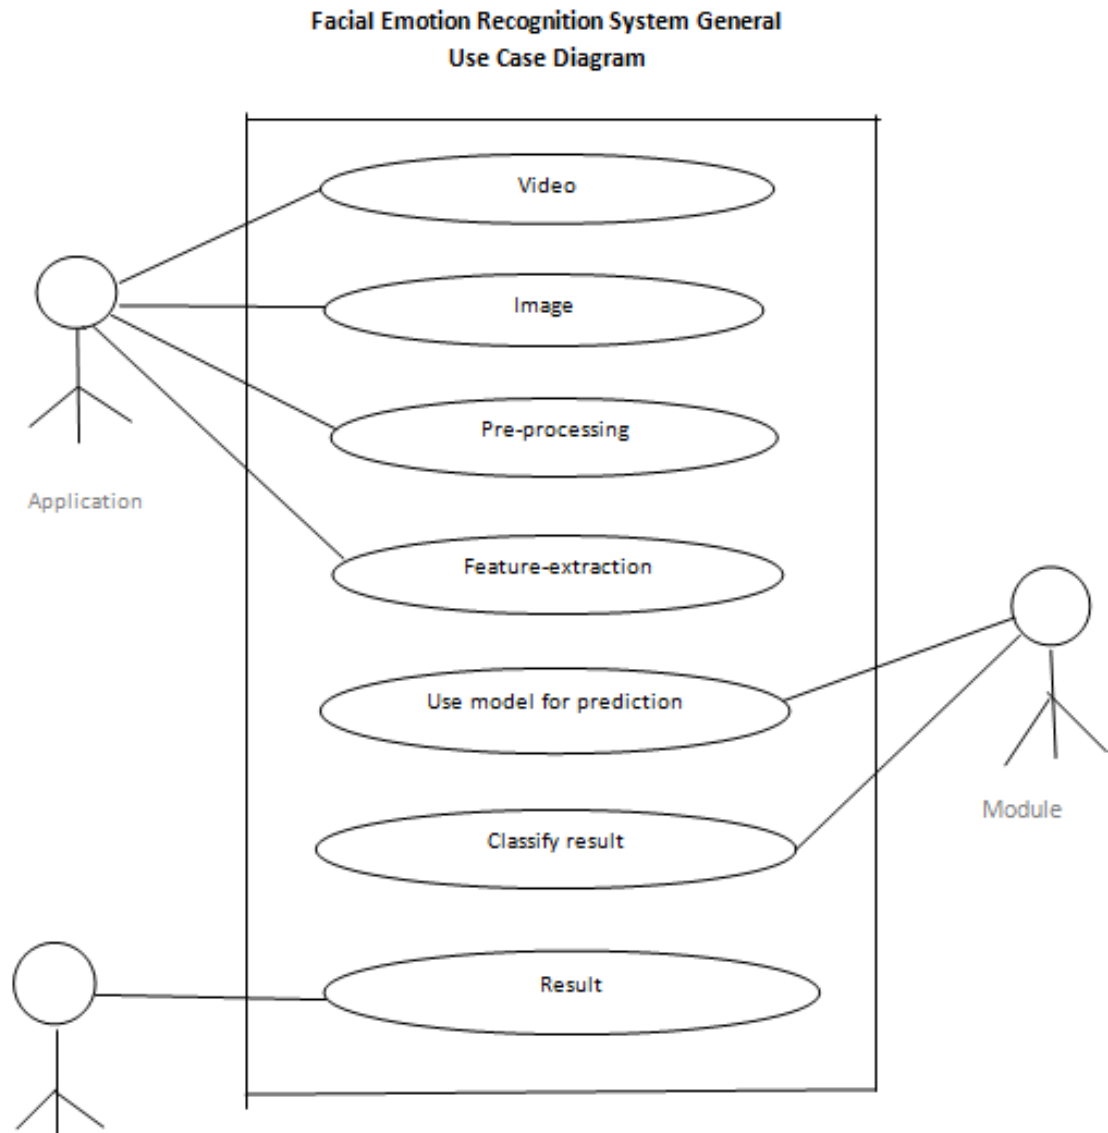 Facial Emotion Recognition System General
Use Case Diagram
Video
Image
Pre-processing
Application
Feature-extraction
Use model for prediction
Module
Classify result
Result